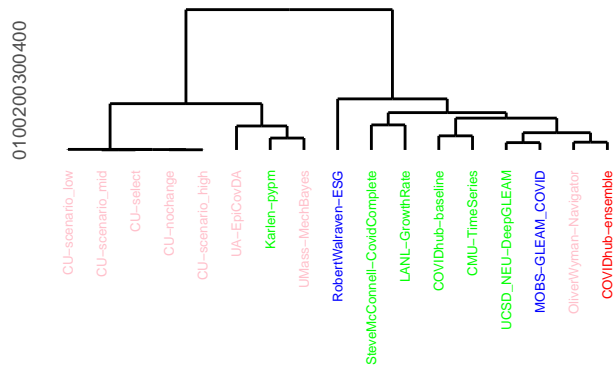 0100200300400
CU-scenario_low
CU-scenario_mid
CU-select
CU-nochange
CU-scenario_high
UA-EpiCovDA
Karlen-pypm
UMass-MechBayes
RobertWalraven-ESG
SteveMcConnell-CovidComplete
LANL-GrowthRate
COVIDhub-baseline
CMU-TimeSeries
UCSD_NEU-DeepGLEAM
MOBS-GLEAM_COVID
OliverWyman-Navigator
COVIDhub-ensemble